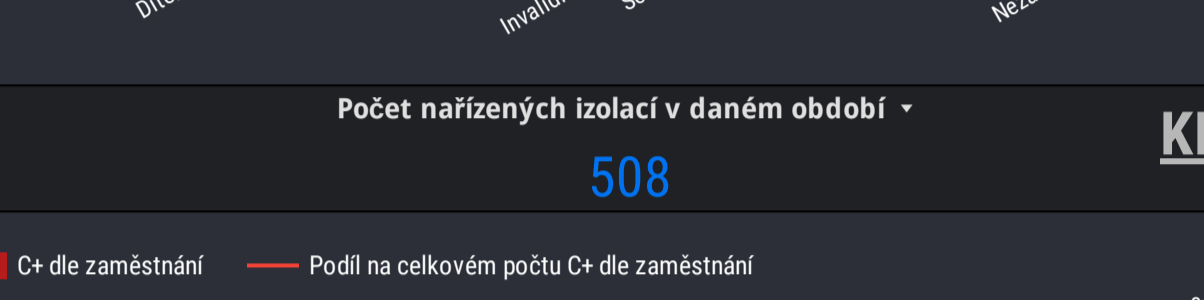 Počet nařízených izolací v daném období
508
C+ dle zaměstnání
Podíl na celkovém počtu C+ dle zaměstnání